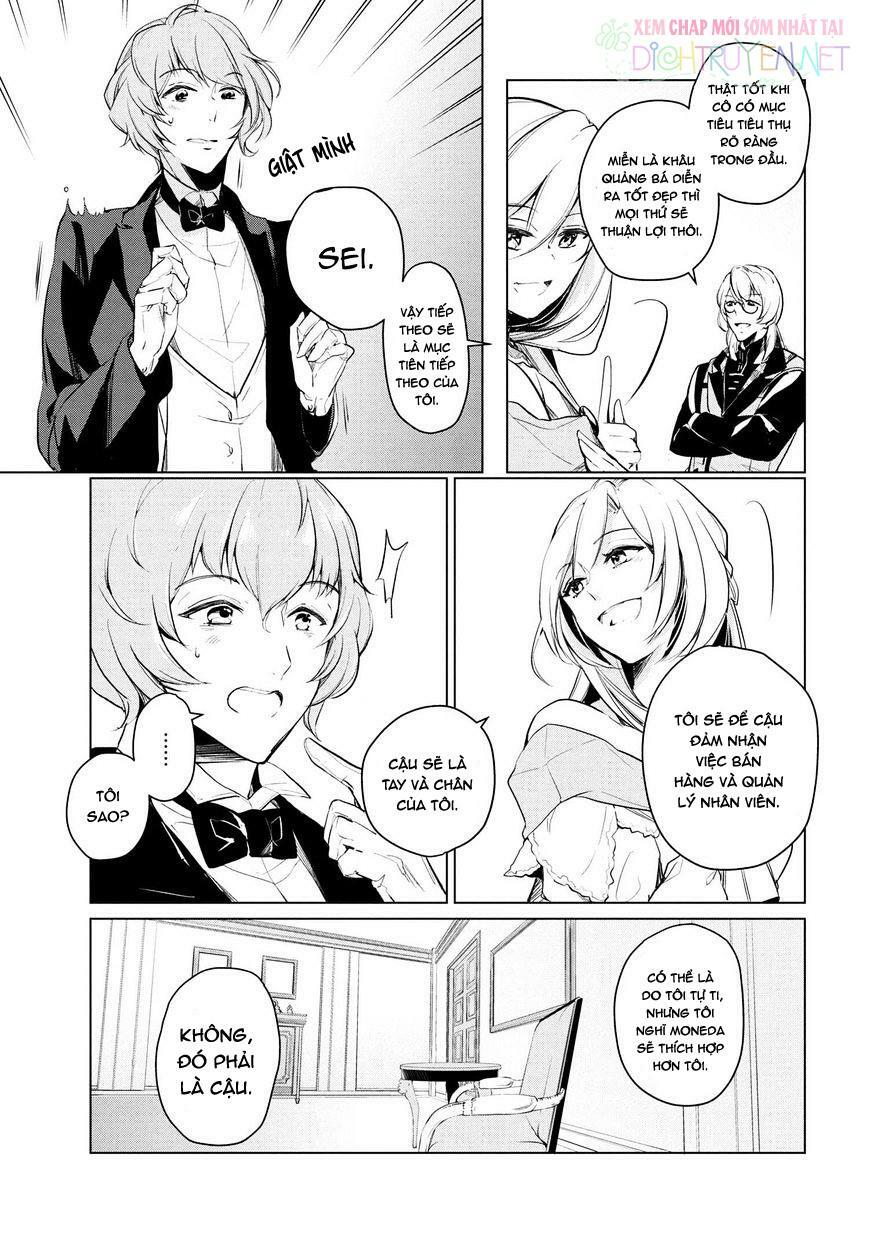 XEM CHAP MỚI SỚM NHẤT TẠI
DICHTRUYEN.NET
THẬT TỐT KHI
CÔ CÓ MỤC
TIÊU TIÊU THỤ
RÕ RÀNG
TRONG ĐẦU.
MIỄN LÀ KHÂU
QUẢNG BÁ DIỄN
RA TỐT ĐẸP THÌ
MỌI THỨ SẼ
THUẬN LỢI THÔI.
GIẬT MÌNH
SEI.
VẬY TIẾP
THEO SẼ
LÀ MỤC
TIÊN TIẾP
THEO CỦA
TÔI.
TÔI SẼ ĐỂ CẬU
ĐẢM NHẬN
VIỆC BÁN
HÀNG VÀ QUẢN
LÝ NHÂN VIÊN.
CẬU SẼ LÀ
TAY VÀ CHÂN
CỦA TÔI.
......
TÔI
SAO?
CÓ THỂ LÀ
DO TÔI TỰ TI,
NHƯNG TÔI
NGHĨ MONEDA
SẼ THÍCH HỢP
HƠN TÔI.
KHÔNG,
ĐÓ PHẢI
LÀ CẬU.